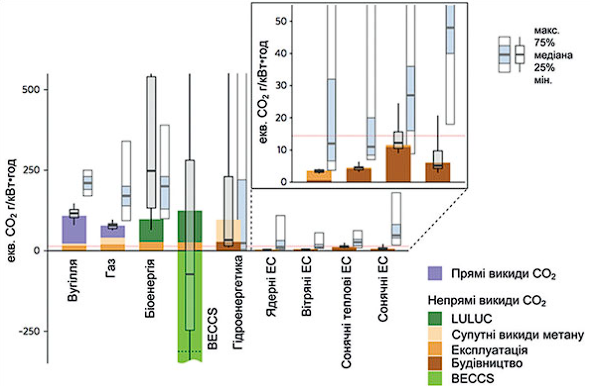 екв. CO₂ г/кВт•год
500
250
0
-250
екв. CO₂ г/кВт•год
50
40
30
20
10
0
макс.
75%
медіана
25%
мін.
Вугілля
Газ
Біоенергія
BECCS
Гідроенергетика
Ядерні ЕС
Вітряні ЕС
Сонячні теплові ЕС
Сонячні ЕС
Прямі викиди CO₂
Непрямі викиди CO₂
LULUC
Супутні викиди метану
Експлуатація
Будівництво
BECCS